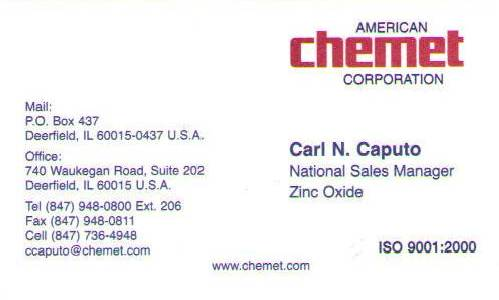 AMERICAN
chemet
CORPORATION
Mail:
P.O. Box 437
Deerfield, IL 60015-0437 U.S.A.
Office:
740 Waukegan Road, Suite 202
Deerfield, IL 60015 U.S.A.
Tel (847) 948-0800 Ext. 206
Fax (847) 948-0811
Cell (847) 736-4948
ccaputo@chemet.com
Carl N. Caputo
National Sales Manager
Zinc Oxide
ISO 9001:2000
www.chemet.com